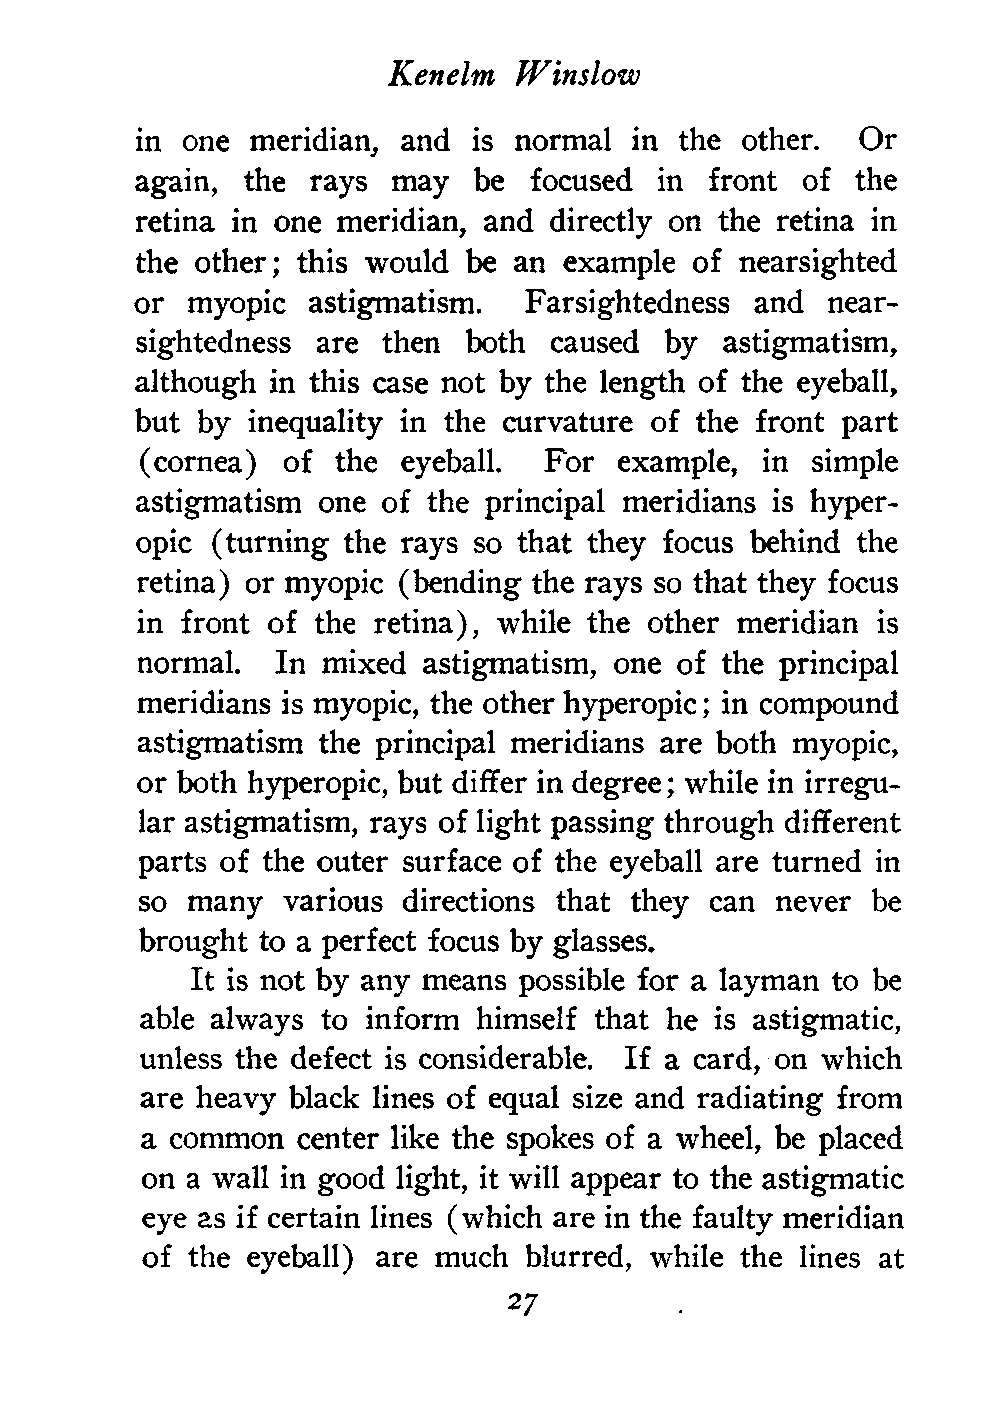 Kenelm Winslow
in one meridian, and is normal in the other. Or
again, the rays may be focused in front of the
retina in one meridian, and directly on the retina in
the other; this would be an example of nearsighted
or myopic astigmatism. Farsightedness and near-
sightedness are then both caused by astigmatism,
although in this case not by the length of the eyeball,
but by inequality in the curvature of the front part
(cornea) of the eyeball. For example, in simple
astigmatism one of the principal meridians is hyper-
opic (turning the rays so that they focus behind the
retina) or myopic (bending the rays so that they focus
in front of the retina), while the other meridian is
normal. In mixed astigmatism, one of the principal
meridians is myopic, the other hyperopic; in compound
astigmatism the principal meridians are both myopic,
or both hyperopic, but differ in degree; while in irregu-
lar astigmatism, rays of light passing through different
parts of the outer surface of the eyeball are turned in
so many various directions that they can never be
brought to a perfect focus by glasses.
It is not by any means possible for a layman to be
able always to inform himself that he is astigmatic,
unless the defect is considerable. If a card, on which
are heavy black lines of equal size and radiating from
a common center like the spokes of a wheel, be placed
on a wall in good light, it will appear to the astigmatic
eye as if certain lines (which are in the faulty meridian
of the eyeball) are much blurred, while the lines at
27